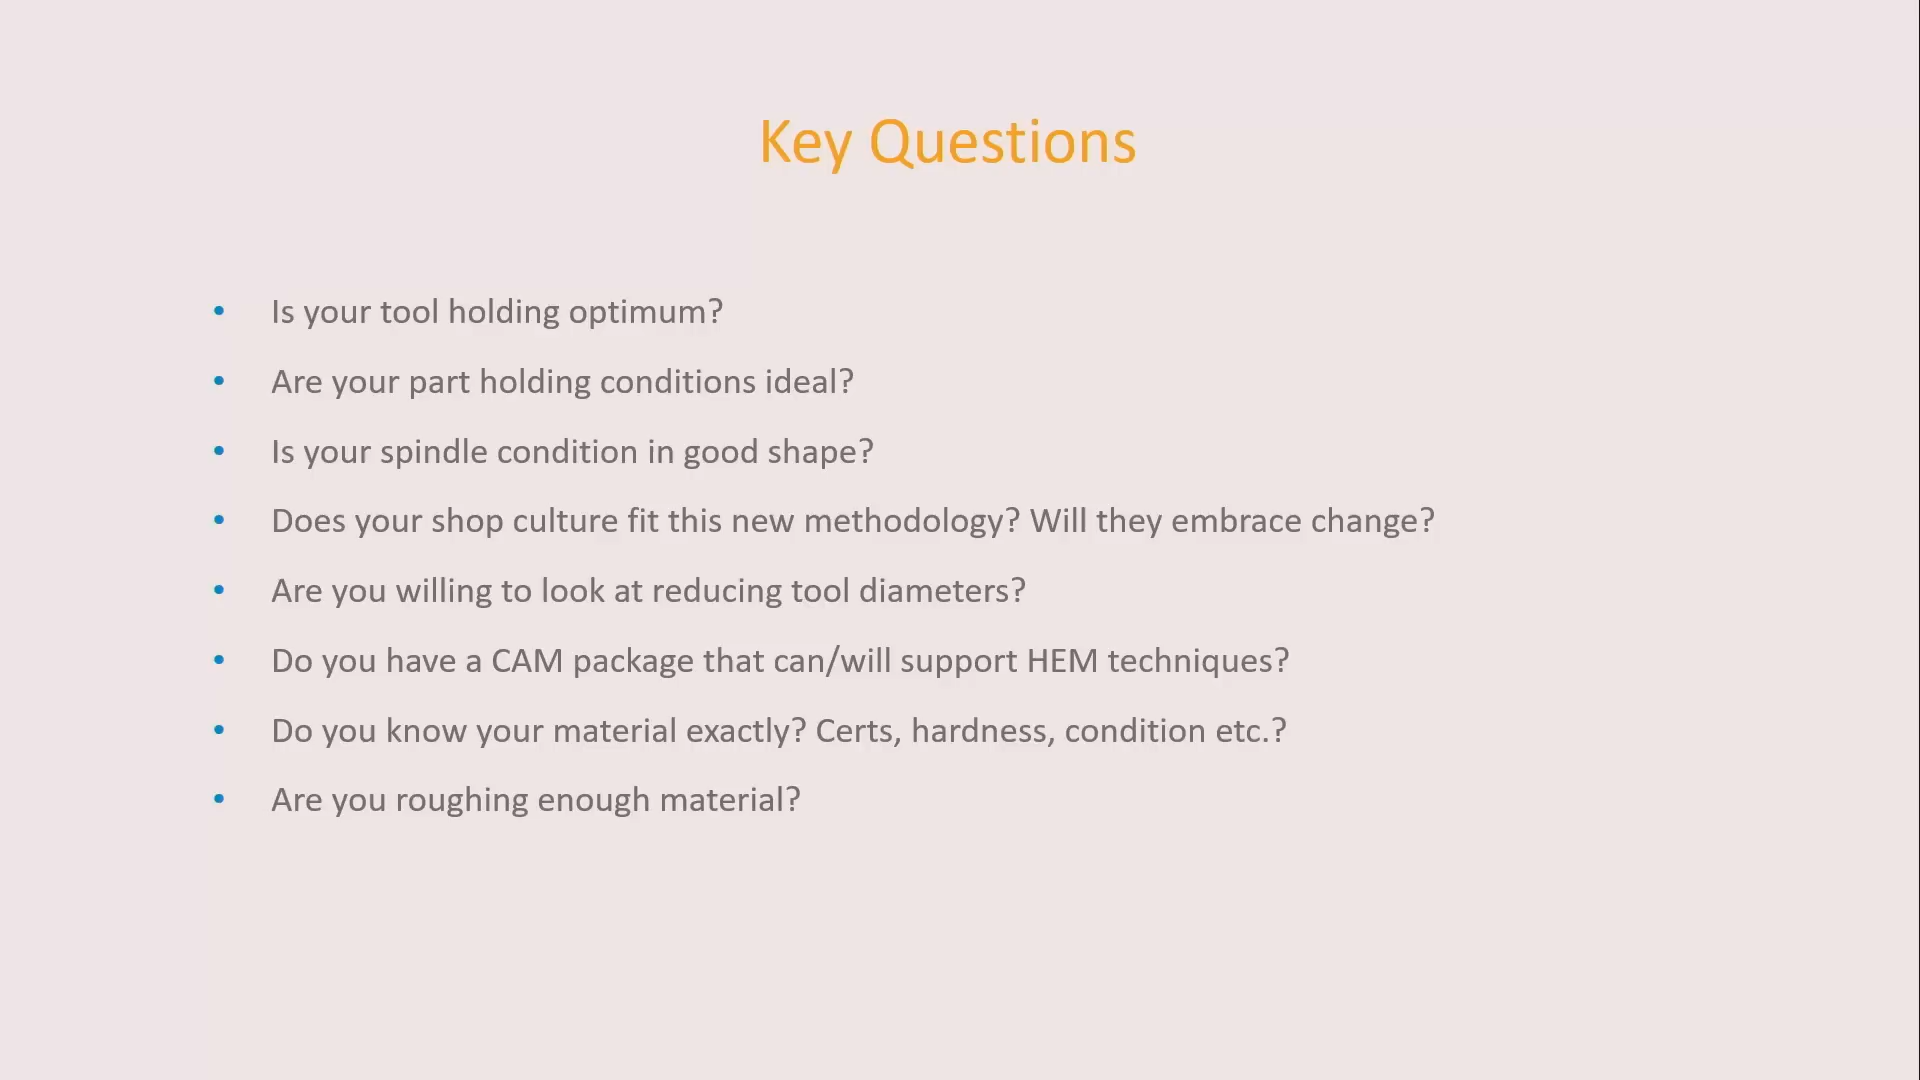 Key Questions
• Is your tool holding optimum?
• Are your part holding conditions ideal?
• Is your spindle condition in good shape?
• Does your shop culture fit this new methodology? Will they embrace change?
• Are you willing to look at reducing tool diameters?
• Do you have a CAM package that can/will support HEM techniques?
• Do you know your material exactly? Certs, hardness, condition etc.?
• Are you roughing enough material?